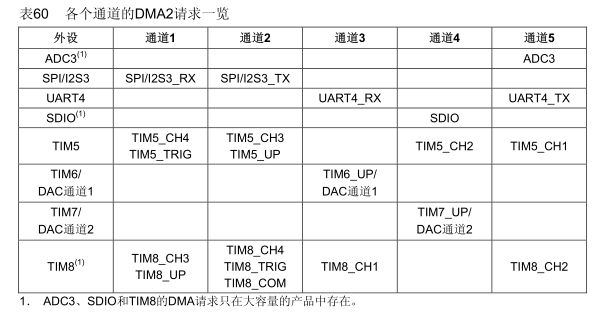 表60 各个通道的DMA2请求一览
外设 通道1 通道2 通道3 通道4 通道5
ADC3(1) ADC3
SPI/I2S3 SPI/I2S3_RX SPI/I2S3_TX
UART4 UART4_RX UART4_TX
SDIO(1) SDIO
TIM5 TIM5_CH4 TIM5_TRIG TIM5_CH3 TIM5_UP TIM5_CH2 TIM5_CH1
TIM6/ DAC通道1 TIM6_UP/ DAC通道1
TIM7/ DAC通道2 TIM7_UP/ DAC通道2
TIM8(1) TIM8_CH3 TIM8_UP TIM8_CH4 TIM8_TRIG TIM8_COM TIM8_CH1 TIM8_CH2
1. ADC3、SDIO和TIM8的DMA请求只在大容量的产品中存在。